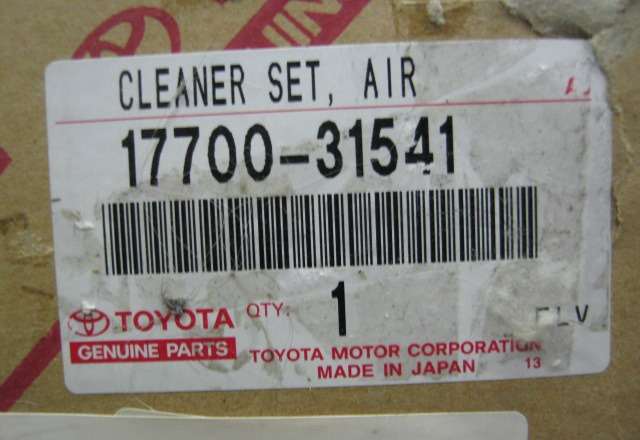 CLEANER SET, AIR
17700-31541
TOYOTA
GENUINE PARTS
QTY: 1
TOYOTA MOTOR CORPORATION
MADE IN JAPAN 13